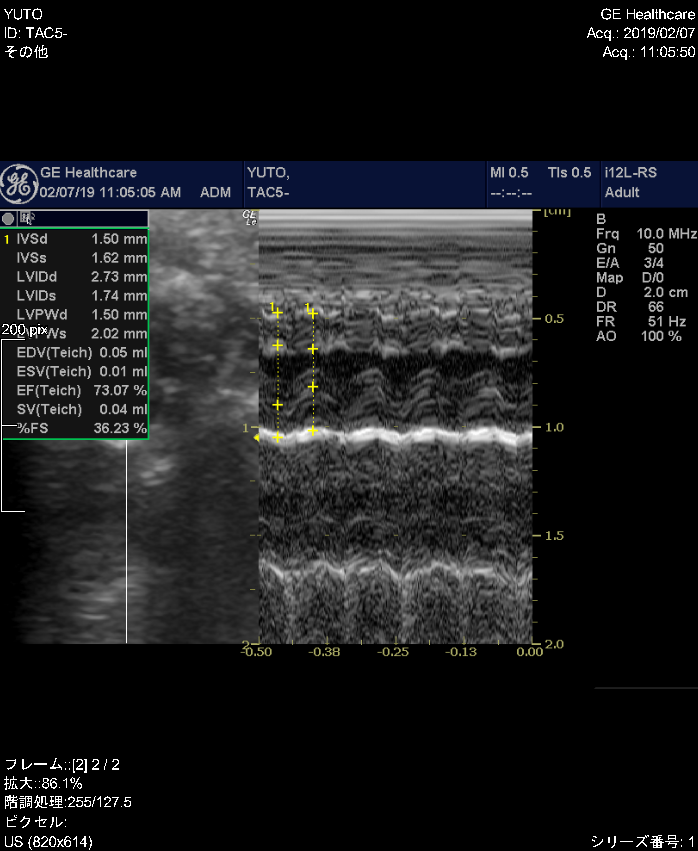 YUTO
ID: TAC5-
その他
GE Healthcare
Acq.: 2019/02/07
Acq.: 11:05:50
GE Healthcare
02/07/19 11:05:05 AM ADM
YUTO,
TAC5-
MI 0.5 TIs 0.5
--:--:--
i12L-RS
Adult
1 IVSd 1.50 mm
IVSs 1.62 mm
LVIDd 2.73 mm
LVIDs 1.74 mm
LVPWd 1.50 mm
200 pix
Ws 2.02 mm
EDV(Teich) 0.05 ml
ESV(Teich) 0.01 ml
EF(Teich) 73.07 %
SV(Teich) 0.04 ml
%FS 36.23 %
GE
1
1
1
2
[cm]
0.5
1.0
1.5
2.0
-0.50 -0.38 -0.25 -0.13 0.00
B
Frq 10.0 MHz
Gn 50
E/A 3/4
Map D/0
D 2.0 cm
DR 66
FR 51 Hz
AO 100 %
フレーム::[2] 2 / 2
拡大::86.1%
階調処理:255/127.5
ピクセル:
US (820x614)
シリーズ番号: 1